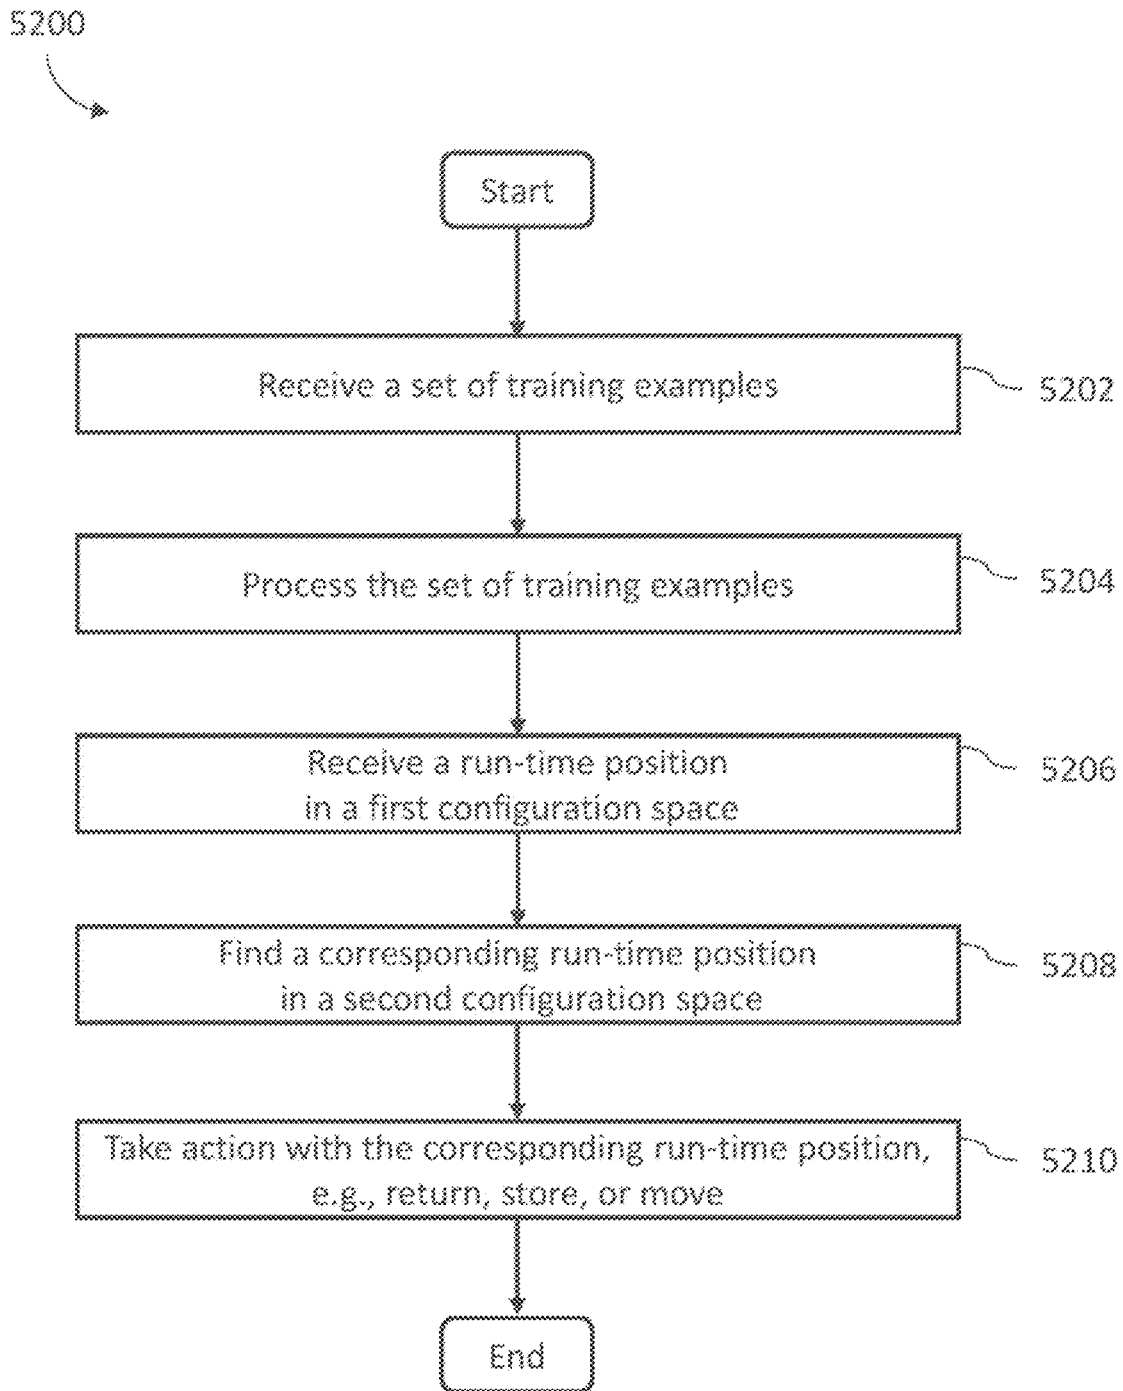 5200
Start
Receive a set of training examples
5202
Process the set of training examples
5204
Receive a run-time position
in a first configuration space
5206
Find a corresponding run-time position
in a second configuration space
5208
Take action with the corresponding run-time position,
e.g., return, store, or move
5210
End